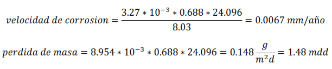 velocidad de corrosion = 3.27 * 10⁻³ * 0.688 * 24.096 / 8.03 = 0.0067 mm/año
perdida de masa = 8.954 * 10⁻³ * 0.688 * 24.096 = 0.148 g/m²d = 1.48 mdd